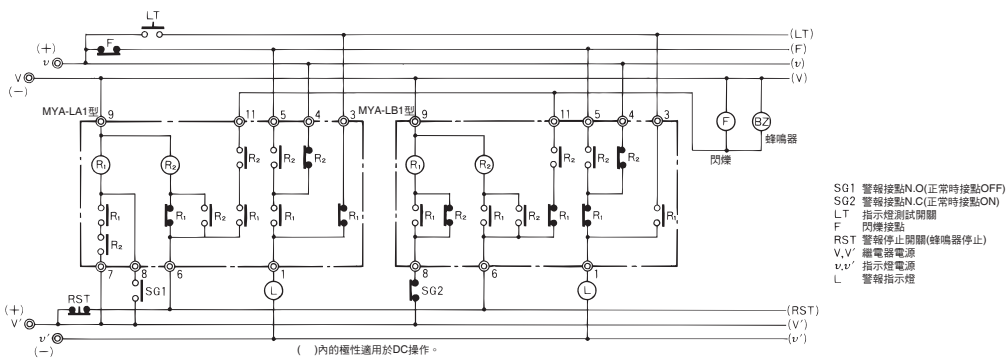 LT
F
(+)
υ
V
(−)
(LT)
(F)
(υ)
(V)
MYA-LA1型
9
11
5
4
3
MYA-LB1型
9
11
5
4
3
F
閃爍
BZ
蜂鳴器
R₁
R₂
R₂
R₂
R₂
R₁
R₂
R₂
R₂
R₂
R₁
R₁
R₂
R₁
R₁
R₁
R₁
R₂
R₂
R₁
R₁
R₁
R₂
7
8
6
1
8
6
1
SG1
L
SG2
L
RST
(+)
V′
υ′
(−)
(RST)
(V′)
(υ′)
( )內的極性適用於DC操作。
SG1 警報接點N.O(正常時接點OFF)
SG2 警報接點N.C(正常時接點ON)
LT 指示燈測試開關
F 閃爍接點
RST 警報停止開關(蜂鳴器停止)
V,V′ 繼電器電源
υ,υ′ 指示燈電源
L 警報指示燈